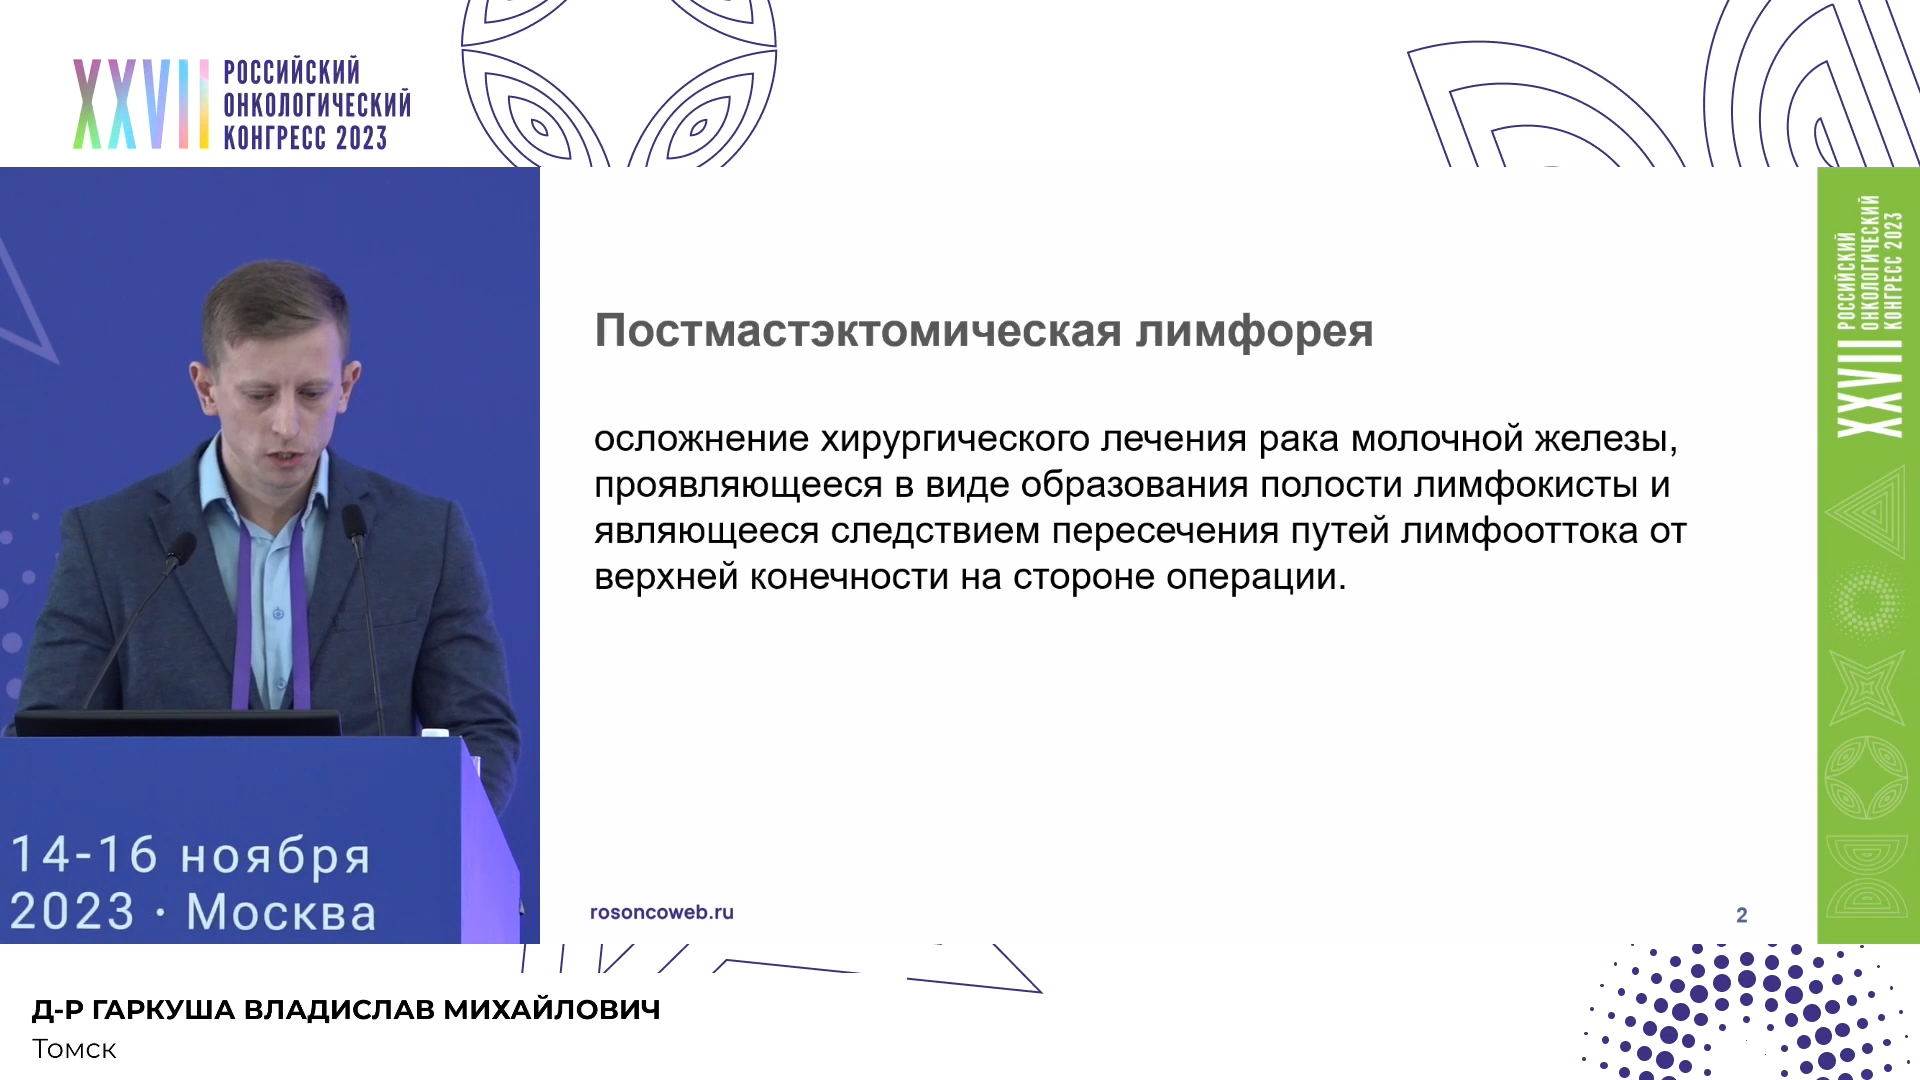 XXVII
РОССИЙСКИЙ
ОНКОЛОГИЧЕСКИЙ
КОНГРЕСС 2023
Постмастэктомическая лимфорея
осложнение хирургического лечения рака молочной железы,
проявляющееся в виде образования полости лимфокисты и
являющееся следствием пересечения путей лимфооттока от
верхней конечности на стороне операции.
rosoncoweb.ru
2
XXVII
РОССИЙСКИЙ
ОНКОЛОГИЧЕСКИЙ
КОНГРЕСС 2023
14-16 ноября
2023 · Москва
Д-Р ГАРКУША ВЛАДИСЛАВ МИХАЙЛОВИЧ
Томск